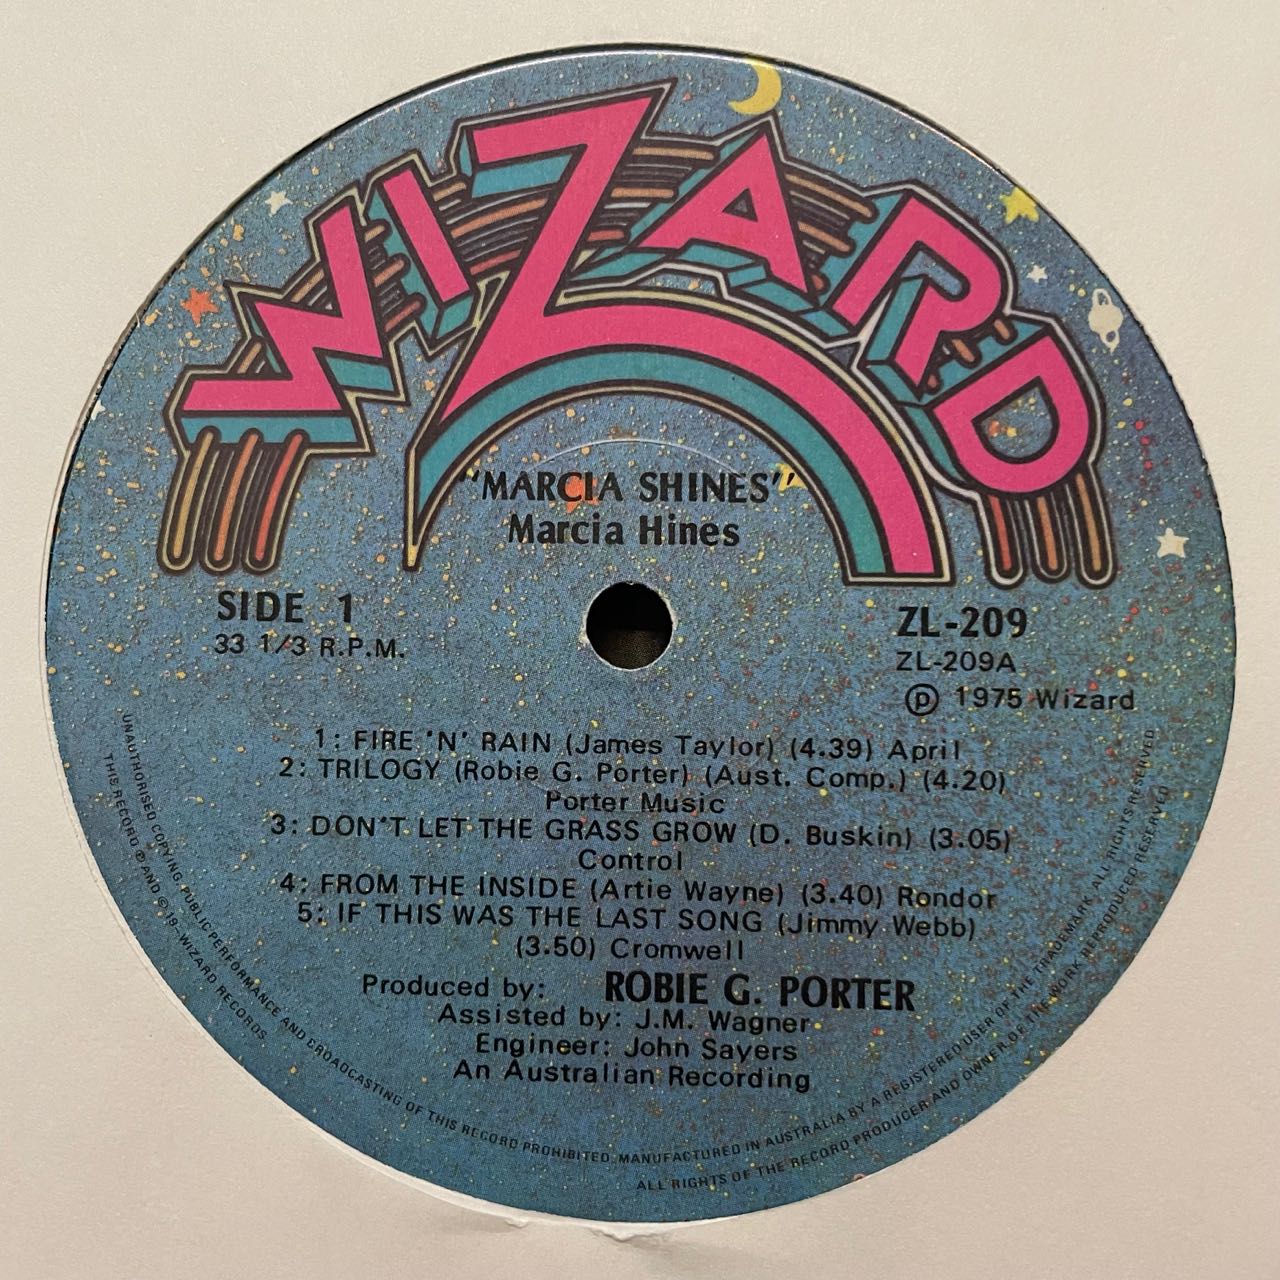 WIZARD
"MARCIA SHINES"
Marcia Hines
SIDE 1
33 1/3 R.P.M.
ZL-209
ZL-209A
℗ 1975 Wizard
1: FIRE 'N' RAIN (James Taylor) (4.39) April
2: TRILOGY (Robie G. Porter) (Aust. Comp.) (4.20)
Porter Music
3: DON'T LET THE GRASS GROW (D. Buskin) (3.05)
Control
4: FROM THE INSIDE (Artie Wayne) (3.40) Rondor
5: IF THIS WAS THE LAST SONG (Jimmy Webb)
(3.50) Cromwell
Produced by: ROBIE G. PORTER
Assisted by: J.M. Wagner
Engineer: John Sayers
An Australian Recording
UNAUTHORISED COPYING, PUBLIC PERFORMANCE AND BROADCASTING OF THIS RECORD PROHIBITED. MANUFACTURED IN AUSTRALIA BY A REGISTERED USER OF THE TRADEMARK. ALL RIGHTS RESERVED
THIS RECORD ℗ AND © 19- WIZARD RECORDS.
ALL RIGHTS OF THE RECORD PRODUCER AND OWNER OF THE WORK REPRODUCED RESERVED